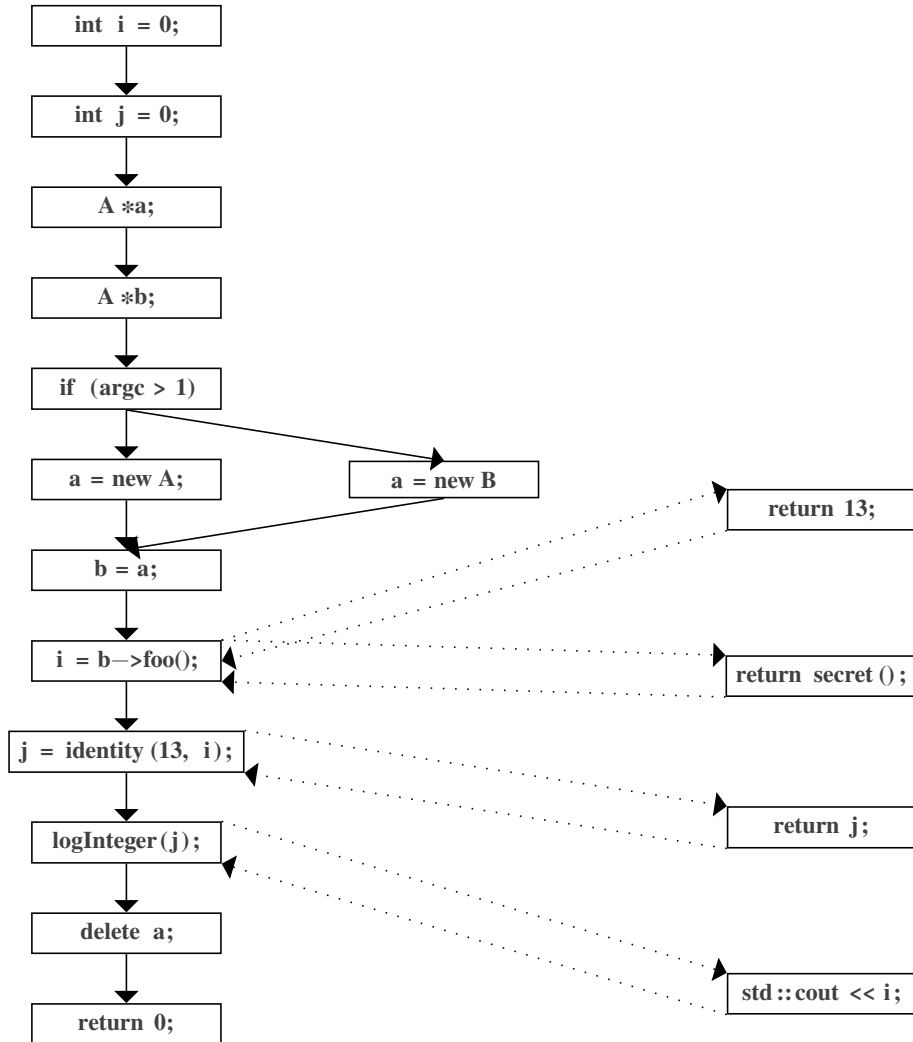 int i = 0;
int j = 0;
A *a;
A *b;
if (argc > 1)
a = new A;
a = new B
return 13;
b = a;
i = b->foo();
return secret();
j = identity(13, i);
return j;
logInteger(j);
delete a;
std::cout << i;
return 0;